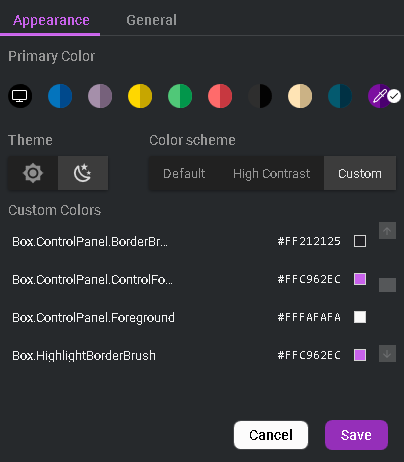 Appearance General
Primary Color
Theme Color scheme
Default High Contrast Custom
Custom Colors
Box.ControlPanel.BorderBr... #FF212125
Box.ControlPanel.ControlFo... #FFC962EC
Box.ControlPanel.Foreground #FFFAFAFA
Box.HighlightBorderBrush #FFC962EC
Cancel Save